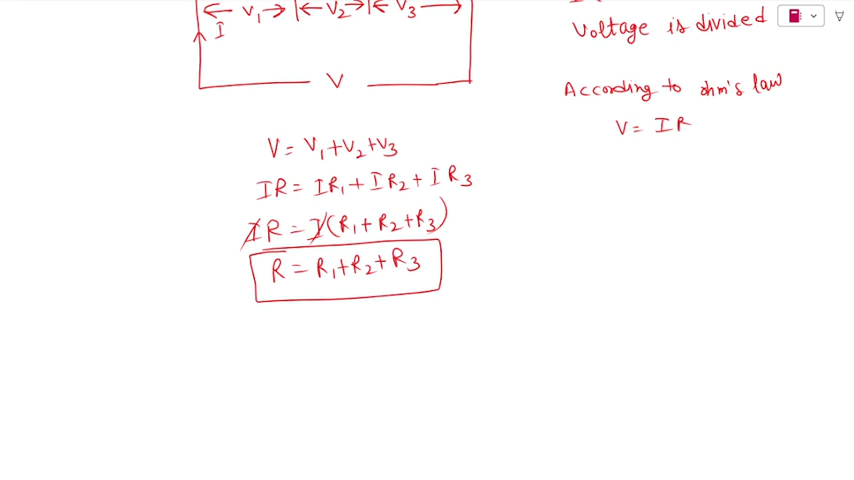 V₁ V₂ V₃
I
V
Voltage is divided
According to ohm's law
V = IR
V = V₁ + V₂ + V₃
IR = IR₁ + IR₂ + IR₃
IR = I(R₁ + R₂ + R₃)
R = R₁ + R₂ + R₃